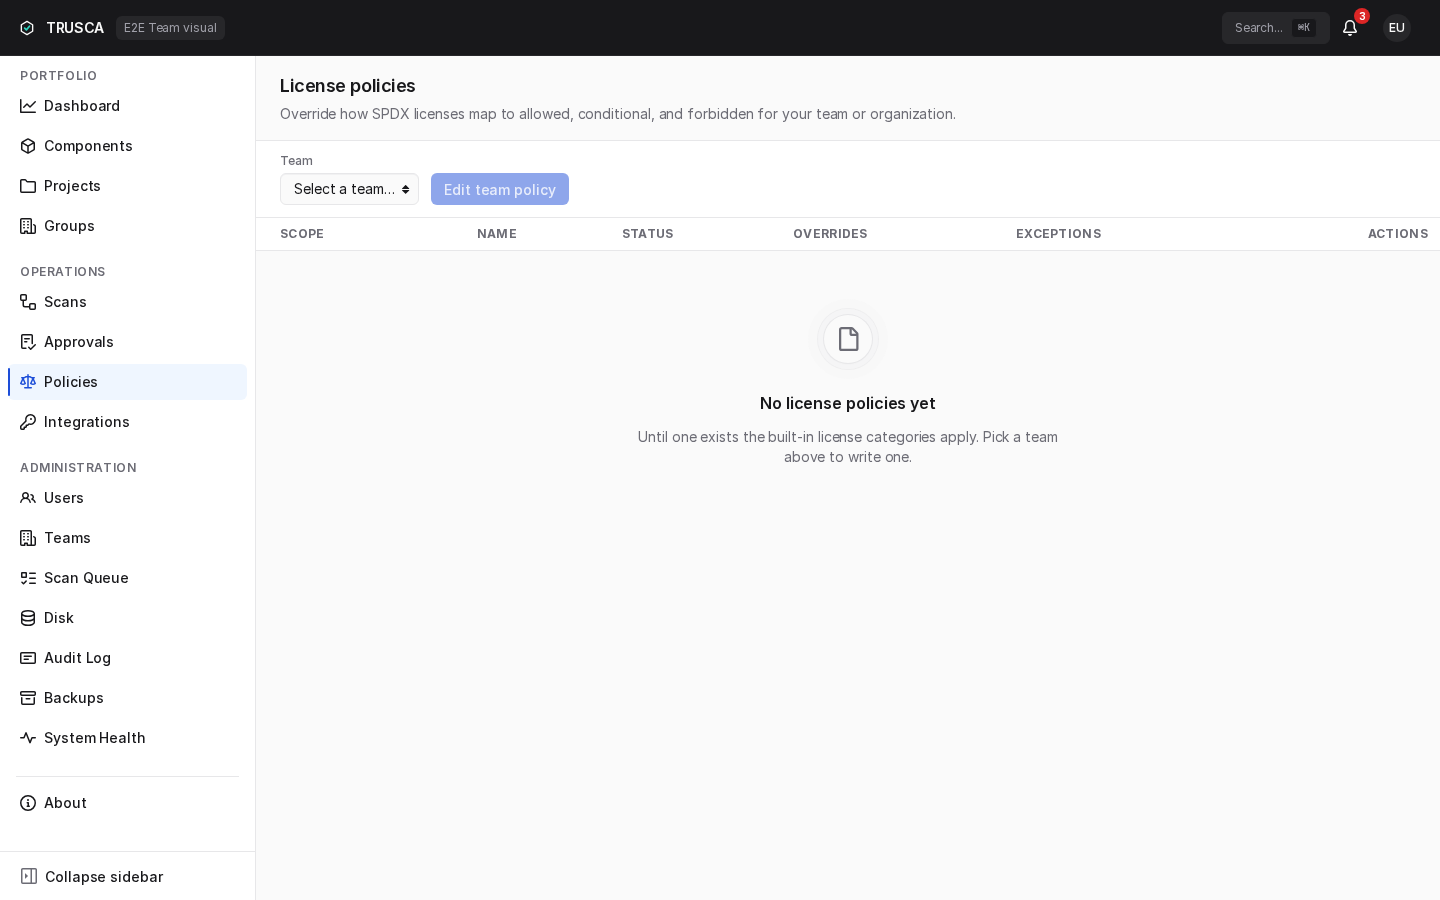 TRUSCA
E2E Team visual
Search...
⌘K
3
EU
PORTFOLIO
Dashboard
Components
Projects
Groups
OPERATIONS
Scans
Approvals
Policies
Integrations
ADMINISTRATION
Users
Teams
Scan Queue
Disk
Audit Log
Backups
System Health
About
Collapse sidebar
License policies
Override how SPDX licenses map to allowed, conditional, and forbidden for your team or organization.
Team
Select a team...
Edit team policy
SCOPE NAME STATUS OVERRIDES EXCEPTIONS ACTIONS
No license policies yet
Until one exists the built-in license categories apply. Pick a team
above to write one.